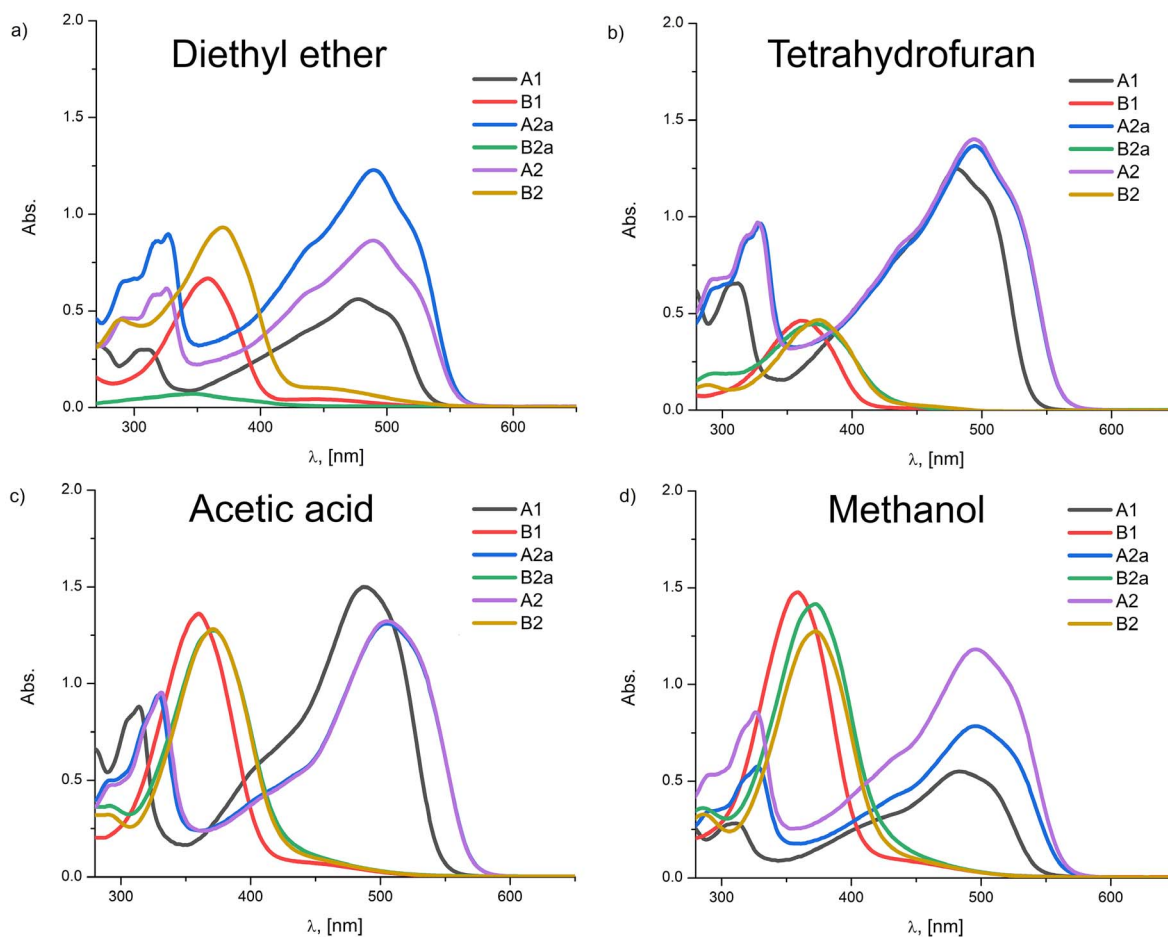 a)
Diethyl ether
2.0
1.5
1.0
0.5
0.0
Abs.
A1
B1
A2a
B2a
A2
B2
300 400 500 600
λ, [nm]
b)
Tetrahydrofuran
2.0
1.5
1.0
0.5
0.0
Abs.
A1
B1
A2a
B2a
A2
B2
300 400 500 600
λ, [nm]
c)
Acetic acid
2.0
1.5
1.0
0.5
0.0
Abs.
A1
B1
A2a
B2a
A2
B2
300 400 500 600
λ, [nm]
d)
Methanol
2.0
1.5
1.0
0.5
0.0
Abs.
A1
B1
A2a
B2a
A2
B2
300 400 500 600
λ, [nm]